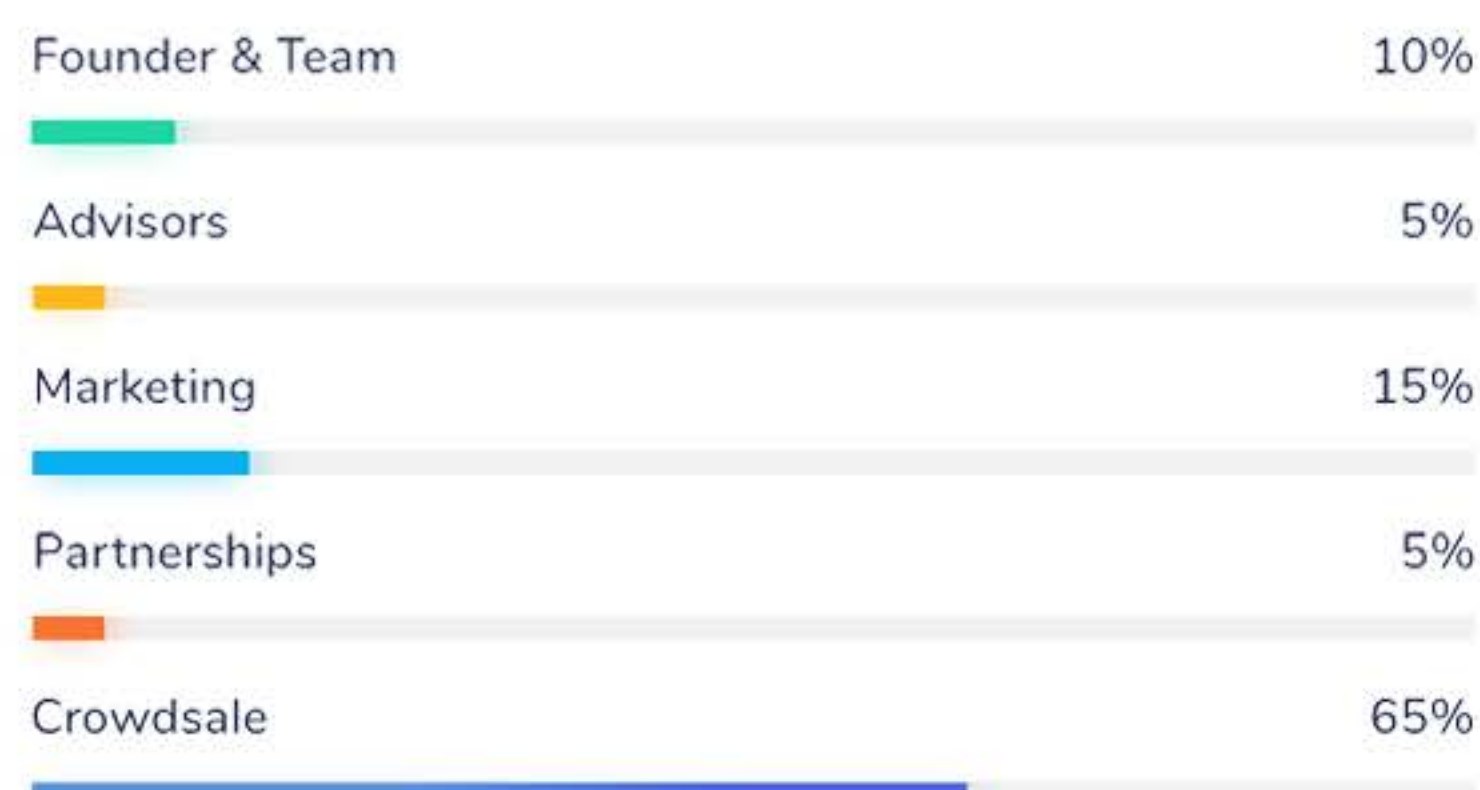 Founder & Team 10%
Advisors 5%
Marketing 15%
Partnerships 5%
Crowdsale 65%